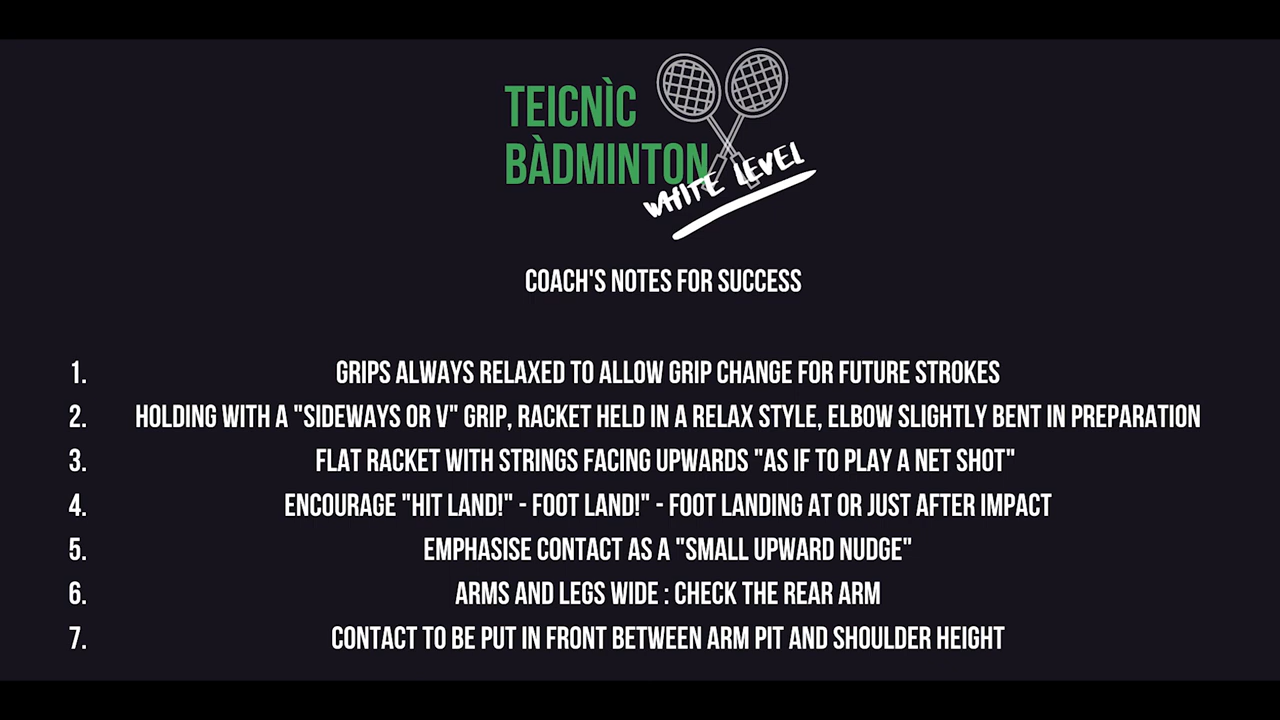 TEICNÌC
BÀDMINTON
WHITE LEVEL
COACH'S NOTES FOR SUCCESS
1. GRIPS ALWAYS RELAXED TO ALLOW GRIP CHANGE FOR FUTURE STROKES
2. HOLDING WITH A "SIDEWAYS OR V" GRIP, RACKET HELD IN A RELAX STYLE, ELBOW SLIGHTLY BENT IN PREPARATION
3. FLAT RACKET WITH STRINGS FACING UPWARDS "AS IF TO PLAY A NET SHOT"
4. ENCOURAGE "HIT LAND!" - FOOT LAND!" - FOOT LANDING AT OR JUST AFTER IMPACT
5. EMPHASISE CONTACT AS A "SMALL UPWARD NUDGE"
6. ARMS AND LEGS WIDE : CHECK THE REAR ARM
7. CONTACT TO BE PUT IN FRONT BETWEEN ARM PIT AND SHOULDER HEIGHT